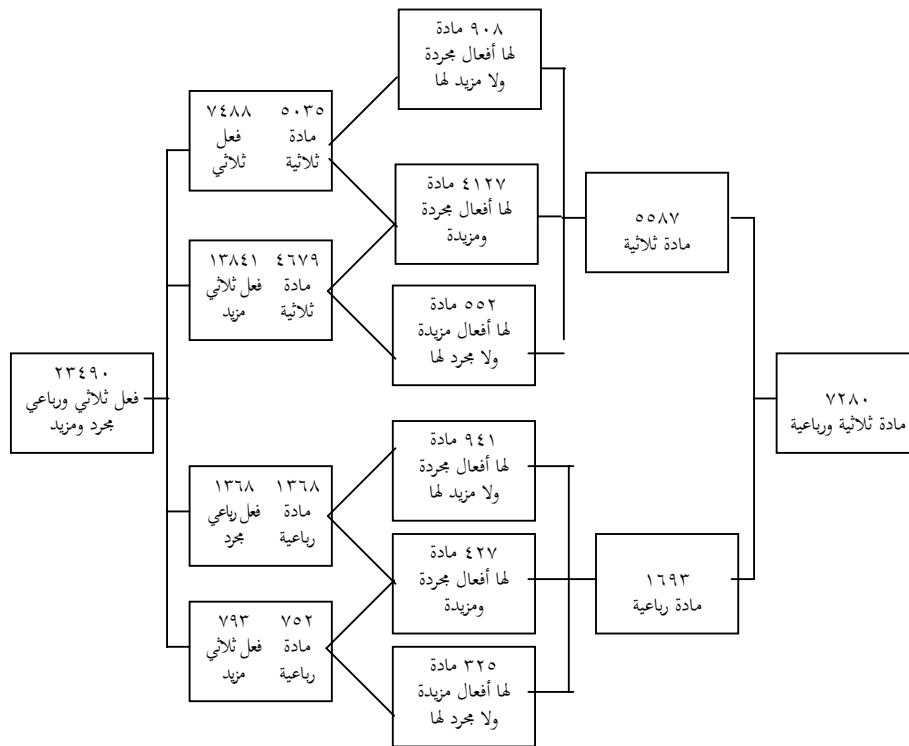 ٩٠٨ مادة
لها أفعال مجردة
ولا مزيد لها
٥٠٣٥ ٧٤٨٨
مادة فعل
ثلاثية ثلاثي
٤١٢٧ مادة
لها أفعال مجردة
ومزيدة
٥٥٨٧
مادة ثلاثية
٤٦٧٩ ١٣٨٤١
مادة فعل ثلاثي
ثلاثية مزيد
٥٥٢ مادة
لها أفعال مزيدة
ولا مجرد لها
٧٢٨٠
مادة ثلاثية ورباعية
٢٣٤٩٠
فعل ثلاثي ورباعي
مجرد ومزيد
٩٤١ مادة
لها أفعال مجردة
ولا مزيد لها
١٣٦٨ ١٣٦٨
مادة فعل رباعي
رباعية مجرد
٤٢٧ مادة
لها أفعال مجردة
ومزيدة
١٦٩٣
مادة رباعية
٧٥٢ ٧٩٣
مادة فعل ثلاثي
رباعية مزيد
٣٢٥ مادة
لها أفعال مزيدة
ولا مجرد لها